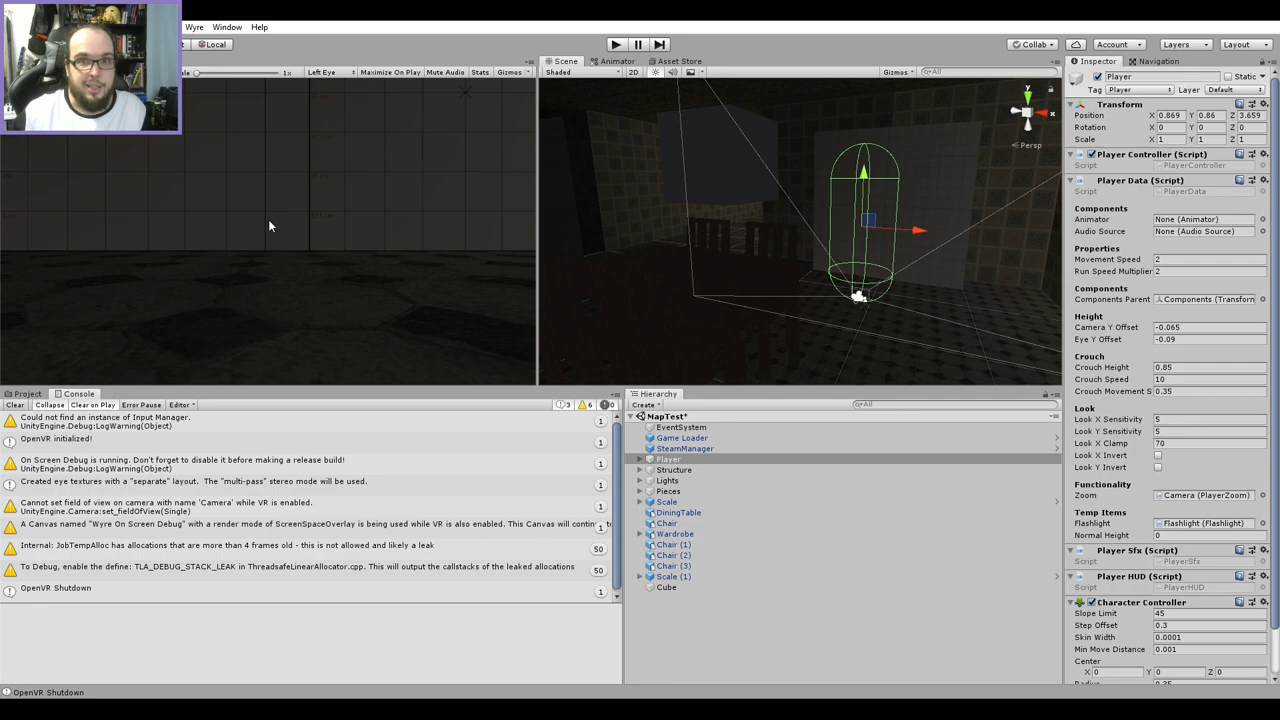 Wyre Window Help
Local
Collab Account Layers Layout
1x Left Eye Maximize On Play Mute Audio Stats Gizmos
Scene Animator Asset Store
Shaded 2D Gizmos All
Persp
Inspector Navigation
Player Static
Tag Player Layer Default
Transform
Position X 0.869 Y 0.86 Z 3.659
Rotation X 0 Y 0 Z 0
Scale X 1 Y 1 Z 1
Player Controller (Script)
Script PlayerController
Player Data (Script)
Script PlayerData
Components
Animator None (Animator)
Audio Source None (Audio Source)
Properties
Movement Speed 2
Run Speed Multiplier 2
Components
Components Parent Components (Transform
Height
Camera Y Offset -0.065
Eye Y Offset -0.09
Crouch
Crouch Height 0.85
Crouch Speed 10
Crouch Movement S 0.35
Look
Look X Sensitivity 5
Look Y Sensitivity 5
Look X Clamp 70
Look X Invert
Look Y Invert
Functionality
Zoom Camera (PlayerZoom)
Temp Items
Flashlight Flashlight (Flashlight)
Normal Height 0
Player Sfx (Script)
Script PlayerSfx
Player HUD (Script)
Script PlayerHUD
Character Controller
Slope Limit 45
Step Offset 0.3
Skin Width 0.0001
Min Move Distance 0.001
Center
X 0 Y 0 Z 0
Project Console
Clear Collapse Clear on Play Error Pause Editor 3 6 0
Could not find an instance of Input Manager. 1
UnityEngine.Debug:LogWarning(Object)
OpenVR initialized! 1
On Screen Debug is running. Don't forget to disable it before making a release build! 1
UnityEngine.Debug:LogWarning(Object)
Created eye textures with a "separate" layout. The "multi-pass" stereo mode will be used. 1
Cannot set field of view on camera with name 'Camera' while VR is enabled. 1
UnityEngine.Camera:set_fieldOfView(Single)
A Canvas named "Wyre On Screen Debug" with a render mode of ScreenSpaceOverlay is being used while VR is also enabled. This Canvas will contin 1
Internal: JobTempAlloc has allocations that are more than 4 frames old - this is not allowed and likely a leak 50
To Debug, enable the define: TLA_DEBUG_STACK_LEAK in ThreadsafeLinearAllocator.cpp. This will output the callstacks of the leaked allocations 50
OpenVR Shutdown 1
Hierarchy
Create All
MapTest*
EventSystem
Game Loader
SteamManager
Player
Structure
Lights
Pieces
Scale
DiningTable
Chair
Wardrobe
Chair (1)
Chair (2)
Chair (3)
Scale (1)
Cube
OpenVR Shutdown